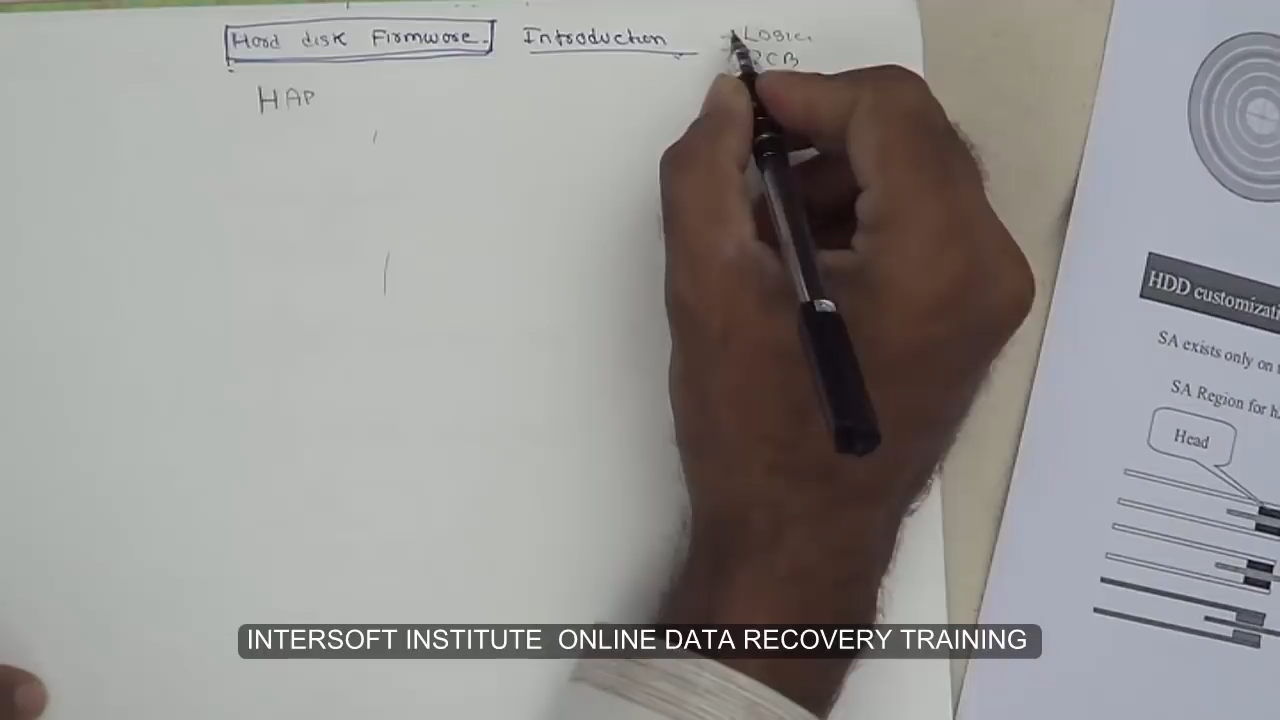 Hard disk Firmware. Introduction
LOGIC
PCB
HAP
HDD customizati
SA exists only on t
SA Region for h
Head
INTERSOFT INSTITUTE ONLINE DATA RECOVERY TRAINING